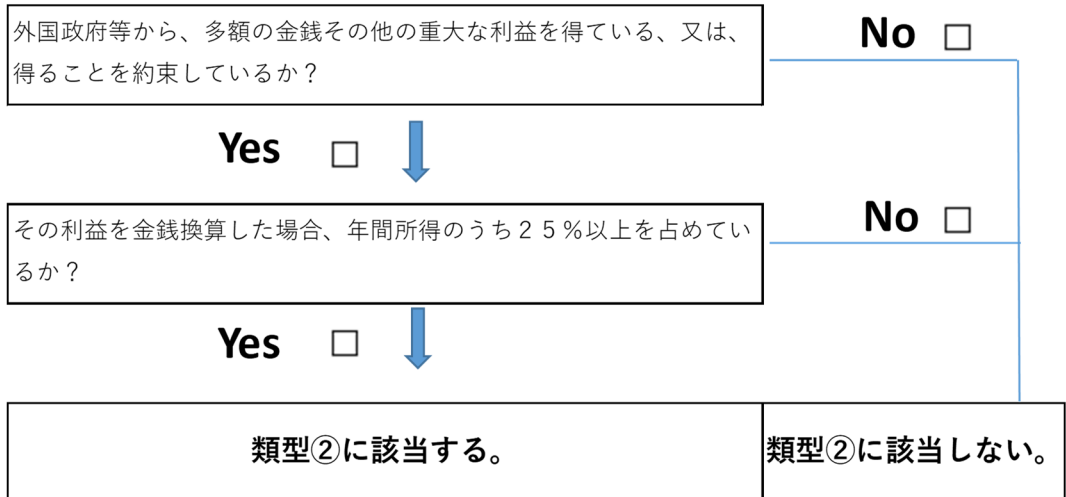 外国政府等から、多額の金銭その他の重大な利益を得ている、又は、
得ることを約束しているか？
No □
Yes □
その利益を金銭換算した場合、年間所得のうち２５％以上を占めてい
るか？
No □
Yes □
類型②に該当する。
類型②に該当しない。